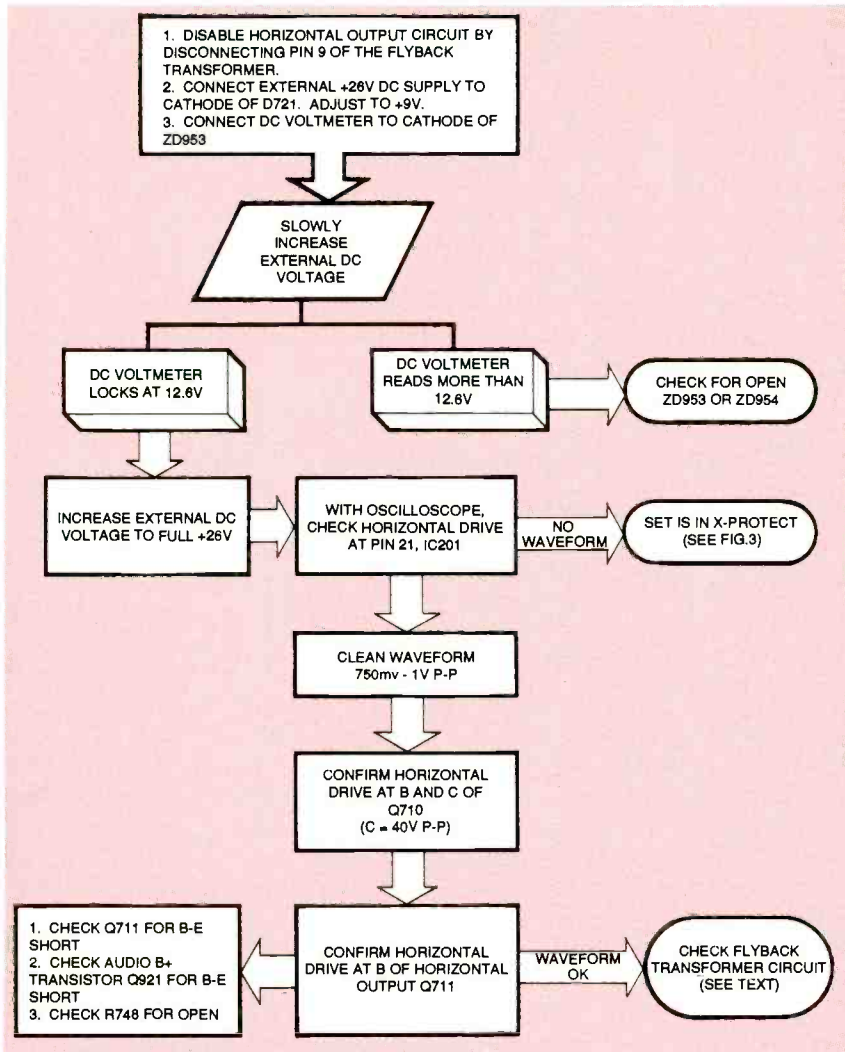 1. DISABLE HORIZONTAL OUTPUT CIRCUIT BY
DISCONNECTING PIN 9 OF THE FLYBACK
TRANSFORMER.
2. CONNECT EXTERNAL +26V DC SUPPLY TO
CATHODE OF D721. ADJUST TO +9V.
3. CONNECT DC VOLTMETER TO CATHODE OF
ZD953
SLOWLY
INCREASE
EXTERNAL DC
VOLTAGE
DC VOLTMETER
LOCKS AT 12.6V
DC VOLTMETER
READS MORE THAN
12.6V
CHECK FOR OPEN
ZD953 OR ZD954
INCREASE EXTERNAL DC
VOLTAGE TO FULL +26V
WITH OSCILLOSCOPE,
CHECK HORIZONTAL DRIVE
AT PIN 21, IC201
NO
WAVEFORM
SET IS IN X-PROTECT
(SEE FIG.3)
CLEAN WAVEFORM
750mv - 1V P-P
CONFIRM HORIZONTAL
DRIVE AT B AND C OF
Q710
(C = 40V P-P)
1. CHECK Q711 FOR B-E
SHORT
2. CHECK AUDIO B+
TRANSISTOR Q921 FOR B-E
SHORT
3. CHECK R748 FOR OPEN
CONFIRM HORIZONTAL
DRIVE AT B OF HORIZONTAL
OUTPUT Q711
WAVEFORM
OK
CHECK FLYBACK
TRANSFORMER CIRCUIT
(SEE TEXT)